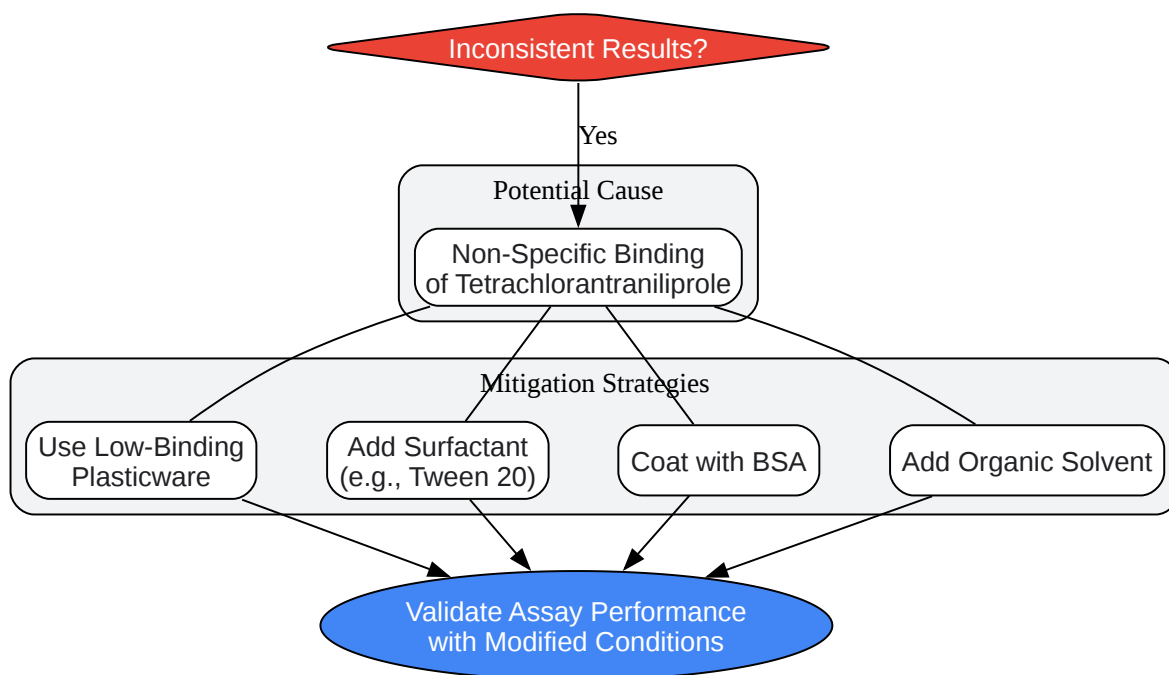 Inconsistent Results?
Yes
Potential Cause
Non-Specific Binding
of Tetrachlorantraniliprole
Mitigation Strategies
Use Low-Binding
Plasticware
Add Surfactant
(e.g., Tween 20)
Coat with BSA
Add Organic Solvent
Validate Assay Performance
with Modified Conditions